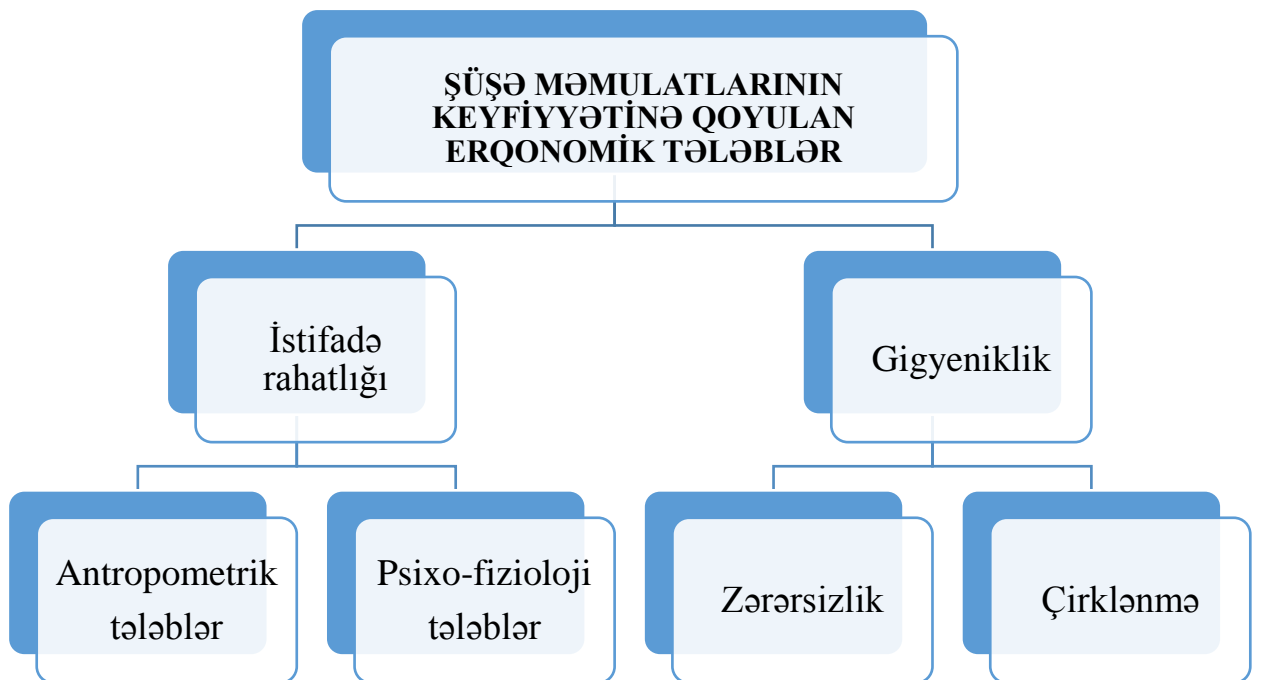 ŞÜŞƏ MƏMULATLARININ
KEYFİYYƏTİNƏ QOYULAN
ERQONOMİK TƏLƏBLƏR
İstifadə
rahatlığı
Gigyeniklik
Antropometrik
tələblər
Psixo-fizioloji
tələblər
Zərərsizlik
Çirklənmə